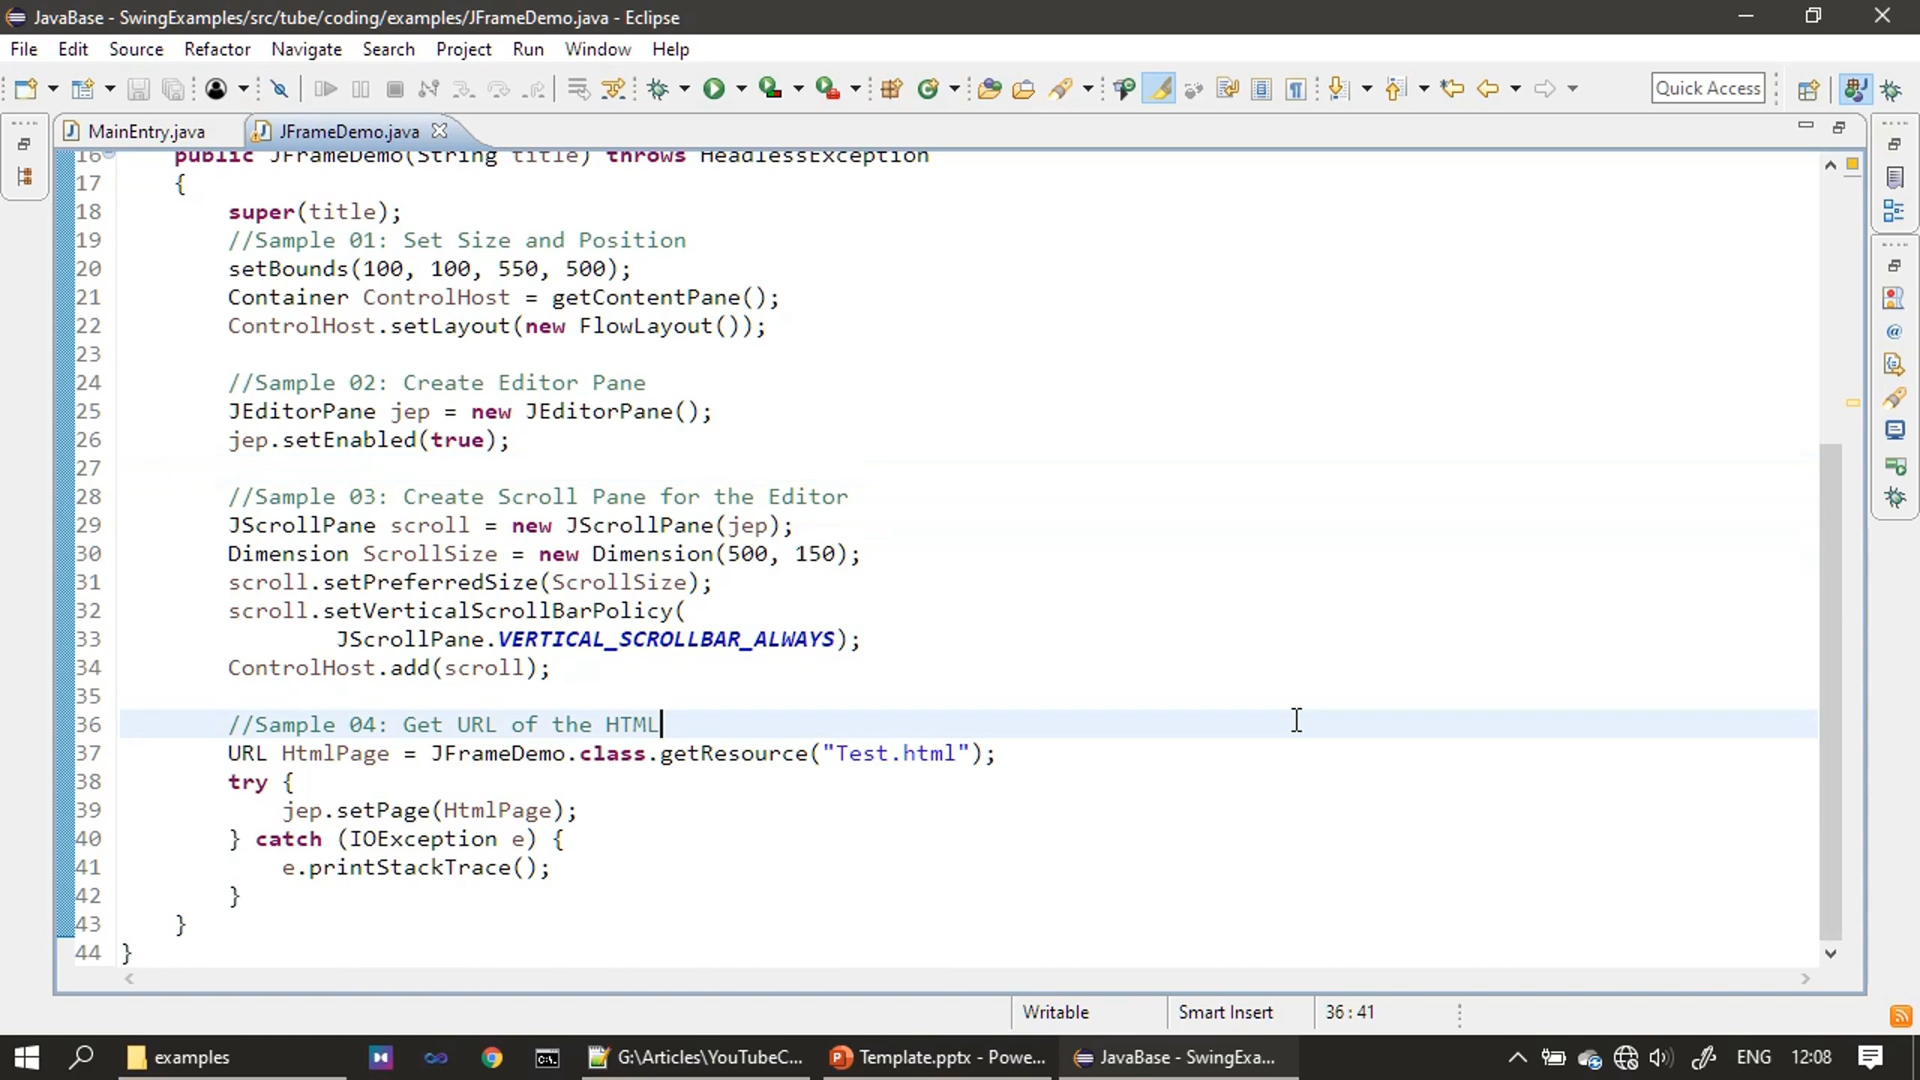 JavaBase - SwingExamples/src/tube/coding/examples/JFrameDemo.java - Eclipse
File Edit Source Refactor Navigate Search Project Run Window Help
Quick Access
MainEntry.java JFrameDemo.java
16 public JFrameDemo(String title) throws HeadlessException
17 {
18 super(title);
19 //Sample 01: Set Size and Position
20 setBounds(100, 100, 550, 500);
21 Container ControlHost = getContentPane();
22 ControlHost.setLayout(new FlowLayout());
23
24 //Sample 02: Create Editor Pane
25 JEditorPane jep = new JEditorPane();
26 jep.setEnabled(true);
27
28 //Sample 03: Create Scroll Pane for the Editor
29 JScrollPane scroll = new JScrollPane(jep);
30 Dimension ScrollSize = new Dimension(500, 150);
31 scroll.setPreferredSize(ScrollSize);
32 scroll.setVerticalScrollBarPolicy(
33 JScrollPane.VERTICAL_SCROLLBAR_ALWAYS);
34 ControlHost.add(scroll);
35
36 //Sample 04: Get URL of the HTML
37 URL HtmlPage = JFrameDemo.class.getResource("Test.html");
38 try {
39 jep.setPage(HtmlPage);
40 } catch (IOException e) {
41 e.printStackTrace();
42 }
43 }
44 }
Writable Smart Insert 36 : 41
examples G:\Articles\YouTubeC... Template.pptx - Powe... JavaBase - SwingExa... ENG 12:08